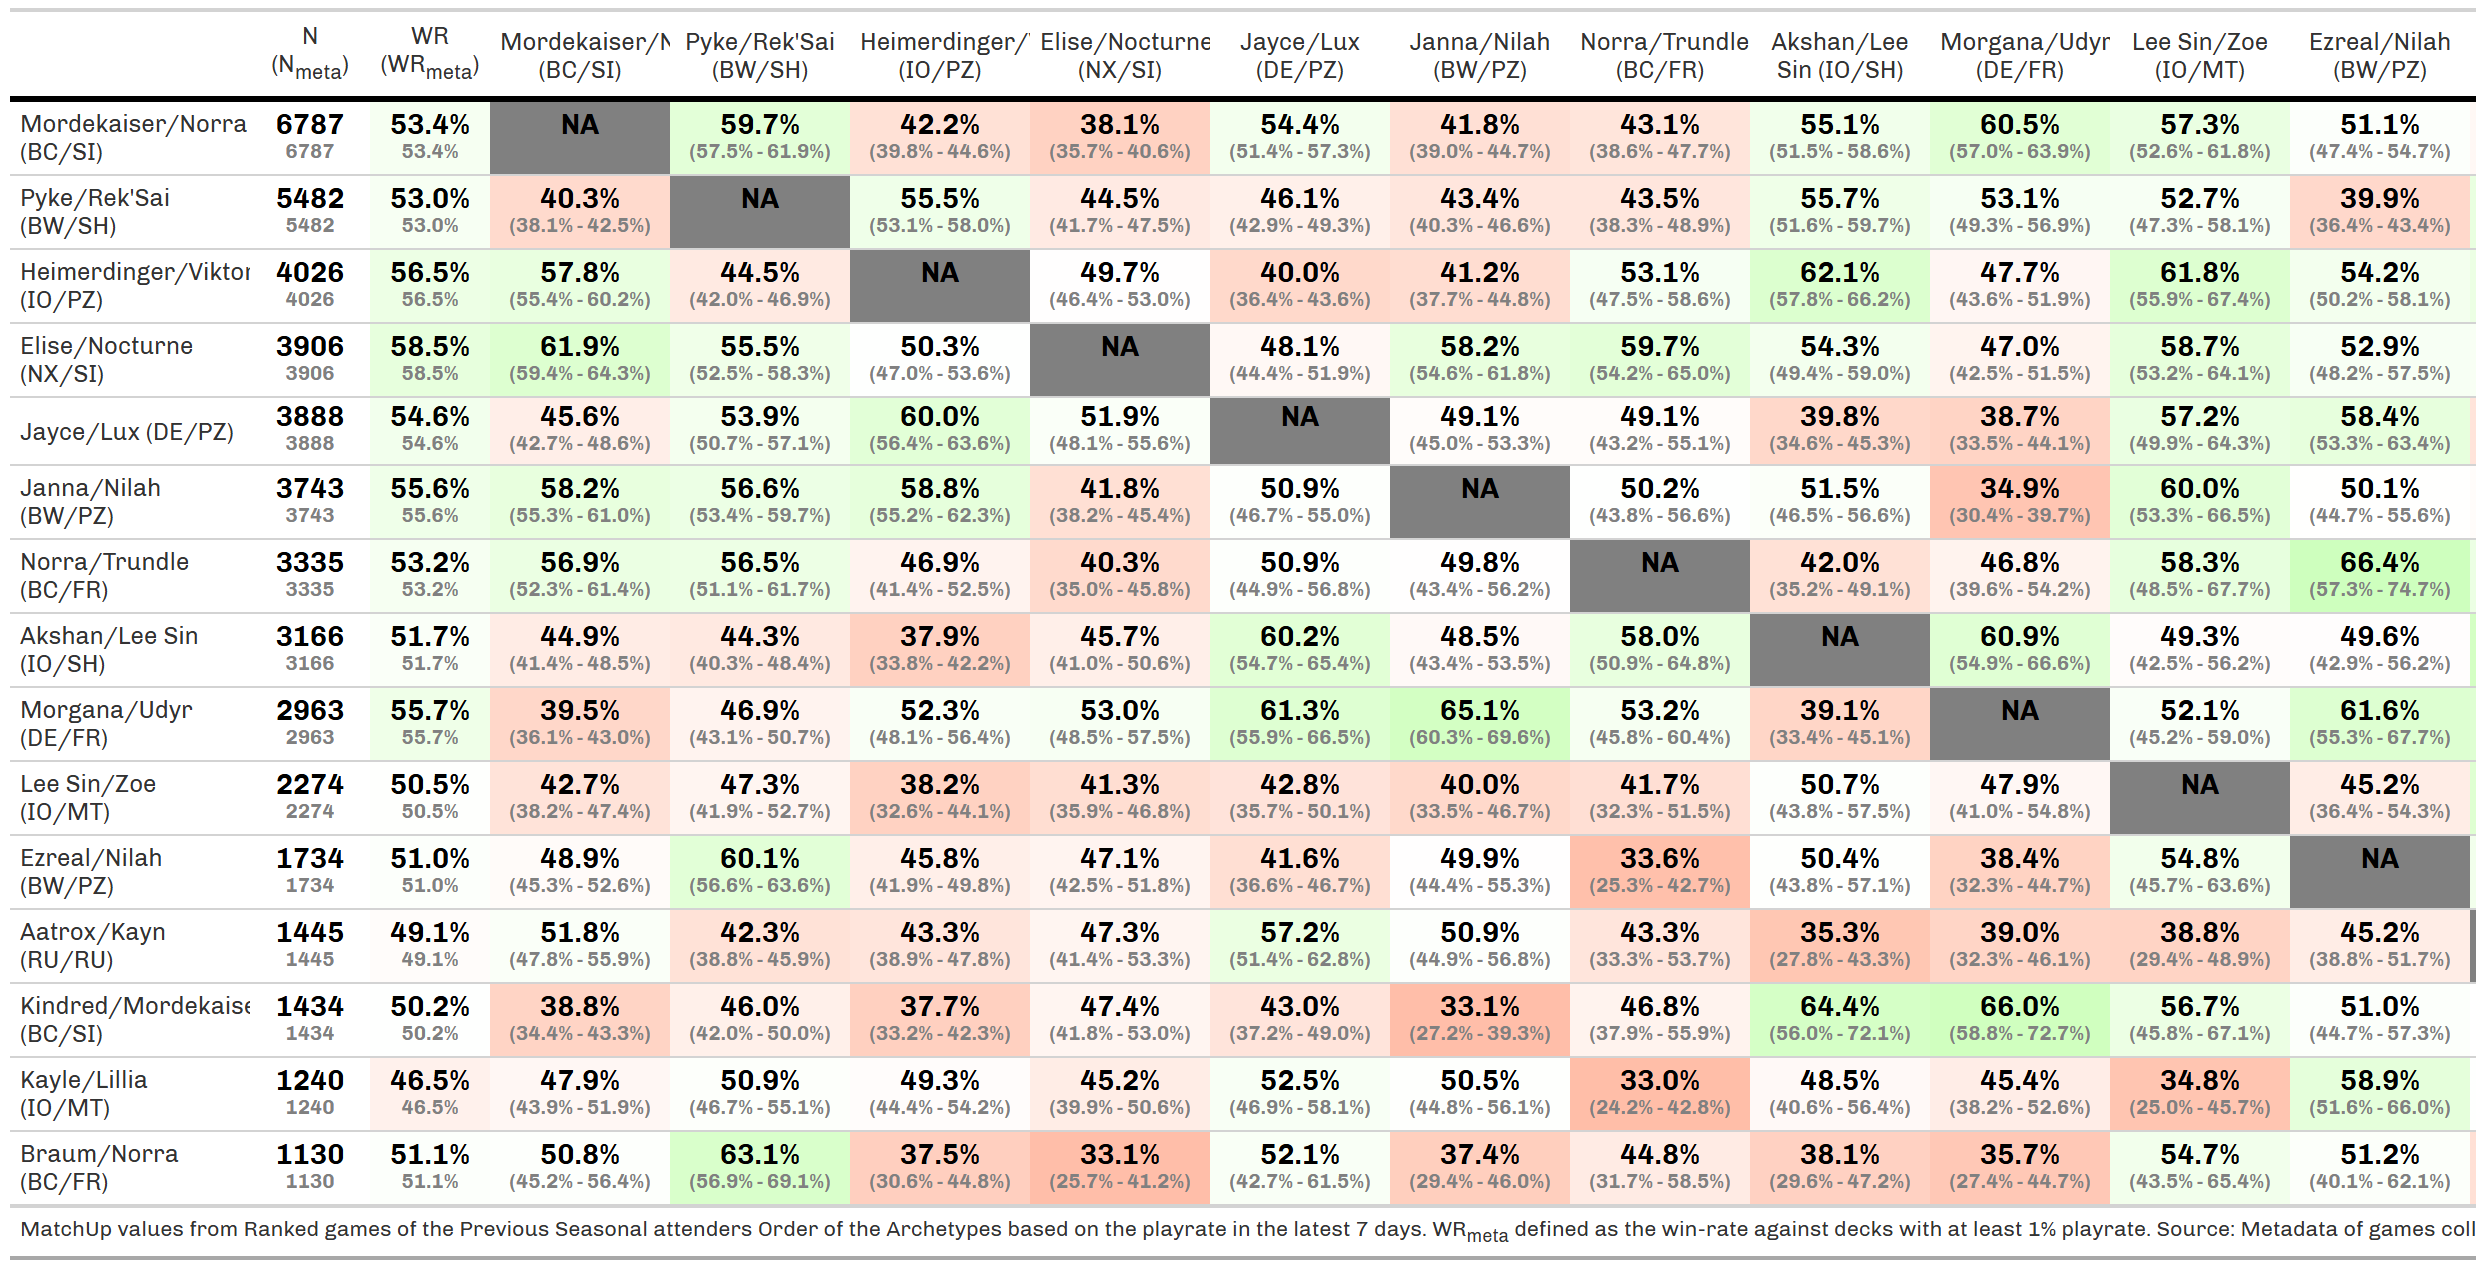 N WR Mordekaiser/N Pyke/Rek'Sai Heimerdinger/ Elise/Nocturne Jayce/Lux Janna/Nilah Norra/Trundle Akshan/Lee Morgana/Udyr Lee Sin/Zoe Ezreal/Nilah
(Nmeta) (WRmeta) (BC/SI) (BW/SH) (IO/PZ) (NX/SI) (DE/PZ) (BW/PZ) (BC/FR) Sin (IO/SH) (DE/FR) (IO/MT) (BW/PZ)
Mordekaiser/Norra 6787 53.4% NA 59.7% 42.2% 38.1% 54.4% 41.8% 43.1% 55.1% 60.5% 57.3% 51.1%
(BC/SI) 6787 53.4% (57.5% - 61.9%) (39.8% - 44.6%) (35.7% - 40.6%) (51.4% - 57.3%) (39.0% - 44.7%) (38.6% - 47.7%) (51.5% - 58.6%) (57.0% - 63.9%) (52.6% - 61.8%) (47.4% - 54.7%)
Pyke/Rek'Sai 5482 53.0% 40.3% NA 55.5% 44.5% 46.1% 43.4% 43.5% 55.7% 53.1% 52.7% 39.9%
(BW/SH) 5482 53.0% (38.1% - 42.5%) (53.1% - 58.0%) (41.7% - 47.5%) (42.9% - 49.3%) (40.3% - 46.6%) (38.3% - 48.9%) (51.6% - 59.7%) (49.3% - 56.9%) (47.3% - 58.1%) (36.4% - 43.4%)
Heimerdinger/Viktor 4026 56.5% 57.8% 44.5% NA 49.7% 40.0% 41.2% 53.1% 62.1% 47.7% 61.8% 54.2%
(IO/PZ) 4026 56.5% (55.4% - 60.2%) (42.0% - 46.9%) (46.4% - 53.0%) (36.4% - 43.6%) (37.7% - 44.8%) (47.5% - 58.6%) (57.8% - 66.2%) (43.6% - 51.9%) (55.9% - 67.4%) (50.2% - 58.1%)
Elise/Nocturne 3906 58.5% 61.9% 55.5% 50.3% NA 48.1% 58.2% 59.7% 54.3% 47.0% 58.7% 52.9%
(NX/SI) 3906 58.5% (59.4% - 64.3%) (52.5% - 58.3%) (47.0% - 53.6%) (44.4% - 51.9%) (54.6% - 61.8%) (54.2% - 65.0%) (49.4% - 59.0%) (42.5% - 51.5%) (53.2% - 64.1%) (48.2% - 57.5%)
Jayce/Lux (DE/PZ) 3888 54.6% 45.6% 53.9% 60.0% 51.9% NA 49.1% 49.1% 39.8% 38.7% 57.2% 58.4%
3888 54.6% (42.7% - 48.6%) (50.7% - 57.1%) (56.4% - 63.6%) (48.1% - 55.6%) (45.0% - 53.3%) (43.2% - 55.1%) (34.6% - 45.3%) (33.5% - 44.1%) (49.9% - 64.3%) (53.3% - 63.4%)
Janna/Nilah 3743 55.6% 58.2% 56.6% 58.8% 41.8% 50.9% NA 50.2% 51.5% 34.9% 60.0% 50.1%
(BW/PZ) 3743 55.6% (55.3% - 61.0%) (53.4% - 59.7%) (55.2% - 62.3%) (38.2% - 45.4%) (46.7% - 55.0%) (43.8% - 56.6%) (46.5% - 56.6%) (30.4% - 39.7%) (53.3% - 66.5%) (44.7% - 55.6%)
Norra/Trundle 3335 53.2% 56.9% 56.5% 46.9% 40.3% 50.9% 49.8% NA 42.0% 46.8% 58.3% 66.4%
(BC/FR) 3335 53.2% (52.3% - 61.4%) (51.1% - 61.7%) (41.4% - 52.5%) (35.0% - 45.8%) (44.9% - 56.8%) (43.4% - 56.2%) (35.2% - 49.1%) (39.6% - 54.2%) (48.5% - 67.7%) (57.3% - 74.7%)
Akshan/Lee Sin 3166 51.7% 44.9% 44.3% 37.9% 45.7% 60.2% 48.5% 58.0% NA 60.9% 49.3% 49.6%
(IO/SH) 3166 51.7% (41.4% - 48.5%) (40.3% - 48.4%) (33.8% - 42.2%) (41.0% - 50.6%) (54.7% - 65.4%) (43.4% - 53.5%) (50.9% - 64.8%) (54.9% - 66.6%) (42.5% - 56.2%) (42.9% - 56.2%)
Morgana/Udyr 2963 55.7% 39.5% 46.9% 52.3% 53.0% 61.3% 65.1% 53.2% 39.1% NA 52.1% 61.6%
(DE/FR) 2963 55.7% (36.1% - 43.0%) (43.1% - 50.7%) (48.1% - 56.4%) (48.5% - 57.5%) (55.9% - 66.5%) (60.3% - 69.6%) (45.8% - 60.4%) (33.4% - 45.1%) (45.2% - 59.0%) (55.3% - 67.7%)
Lee Sin/Zoe 2274 50.5% 42.7% 47.3% 38.2% 41.3% 42.8% 40.0% 41.7% 50.7% 47.9% NA 45.2%
(IO/MT) 2274 50.5% (38.2% - 47.4%) (41.9% - 52.7%) (32.6% - 44.1%) (35.9% - 46.8%) (35.7% - 50.1%) (33.5% - 46.7%) (32.3% - 51.5%) (43.8% - 57.5%) (41.0% - 54.8%) (36.4% - 54.3%)
Ezreal/Nilah 1734 51.0% 48.9% 60.1% 45.8% 47.1% 41.6% 49.9% 33.6% 50.4% 38.4% 54.8% NA
(BW/PZ) 1734 51.0% (45.3% - 52.6%) (56.6% - 63.6%) (41.9% - 49.8%) (42.5% - 51.8%) (36.6% - 46.7%) (44.4% - 55.3%) (25.3% - 42.7%) (43.8% - 57.1%) (32.3% - 44.7%) (45.7% - 63.6%)
Aatrox/Kayn 1445 49.1% 51.8% 42.3% 43.3% 47.3% 57.2% 50.9% 43.3% 35.3% 39.0% 38.8% 45.2%
(RU/RU) 1445 49.1% (47.8% - 55.9%) (38.8% - 45.9%) (38.9% - 47.8%) (41.4% - 53.3%) (51.4% - 62.8%) (44.9% - 56.8%) (33.3% - 53.7%) (27.8% - 43.3%) (32.3% - 46.1%) (29.4% - 48.9%) (38.8% - 51.7%)
Kindred/Mordekaise 1434 50.2% 38.8% 46.0% 37.7% 47.4% 43.0% 33.1% 46.8% 64.4% 66.0% 56.7% 51.0%
(BC/SI) 1434 50.2% (34.4% - 43.3%) (42.0% - 50.0%) (33.2% - 42.3%) (41.8% - 53.0%) (37.2% - 49.0%) (27.2% - 39.3%) (37.9% - 55.9%) (56.0% - 72.1%) (58.8% - 72.7%) (45.8% - 67.1%) (44.7% - 57.3%)
Kayle/Lillia 1240 46.5% 47.9% 50.9% 49.3% 45.2% 52.5% 50.5% 33.0% 48.5% 45.4% 34.8% 58.9%
(IO/MT) 1240 46.5% (43.9% - 51.9%) (46.7% - 55.1%) (44.4% - 54.2%) (39.9% - 50.6%) (46.9% - 58.1%) (44.8% - 56.1%) (24.2% - 42.8%) (40.6% - 56.4%) (38.2% - 52.6%) (25.0% - 45.7%) (51.6% - 66.0%)
Braum/Norra 1130 51.1% 50.8% 63.1% 37.5% 33.1% 52.1% 37.4% 44.8% 38.1% 35.7% 54.7% 51.2%
(BC/FR) 1130 51.1% (45.2% - 56.4%) (56.9% - 69.1%) (30.6% - 44.8%) (25.7% - 41.2%) (42.7% - 61.5%) (29.4% - 46.0%) (31.7% - 58.5%) (29.6% - 47.2%) (27.4% - 44.7%) (43.5% - 65.4%) (40.1% - 62.1%)
MatchUp values from Ranked games of the Previous Seasonal attenders Order of the Archetypes based on the playrate in the latest 7 days. WRmeta defined as the win-rate against decks with at least 1% playrate. Source: Metadata of games coll